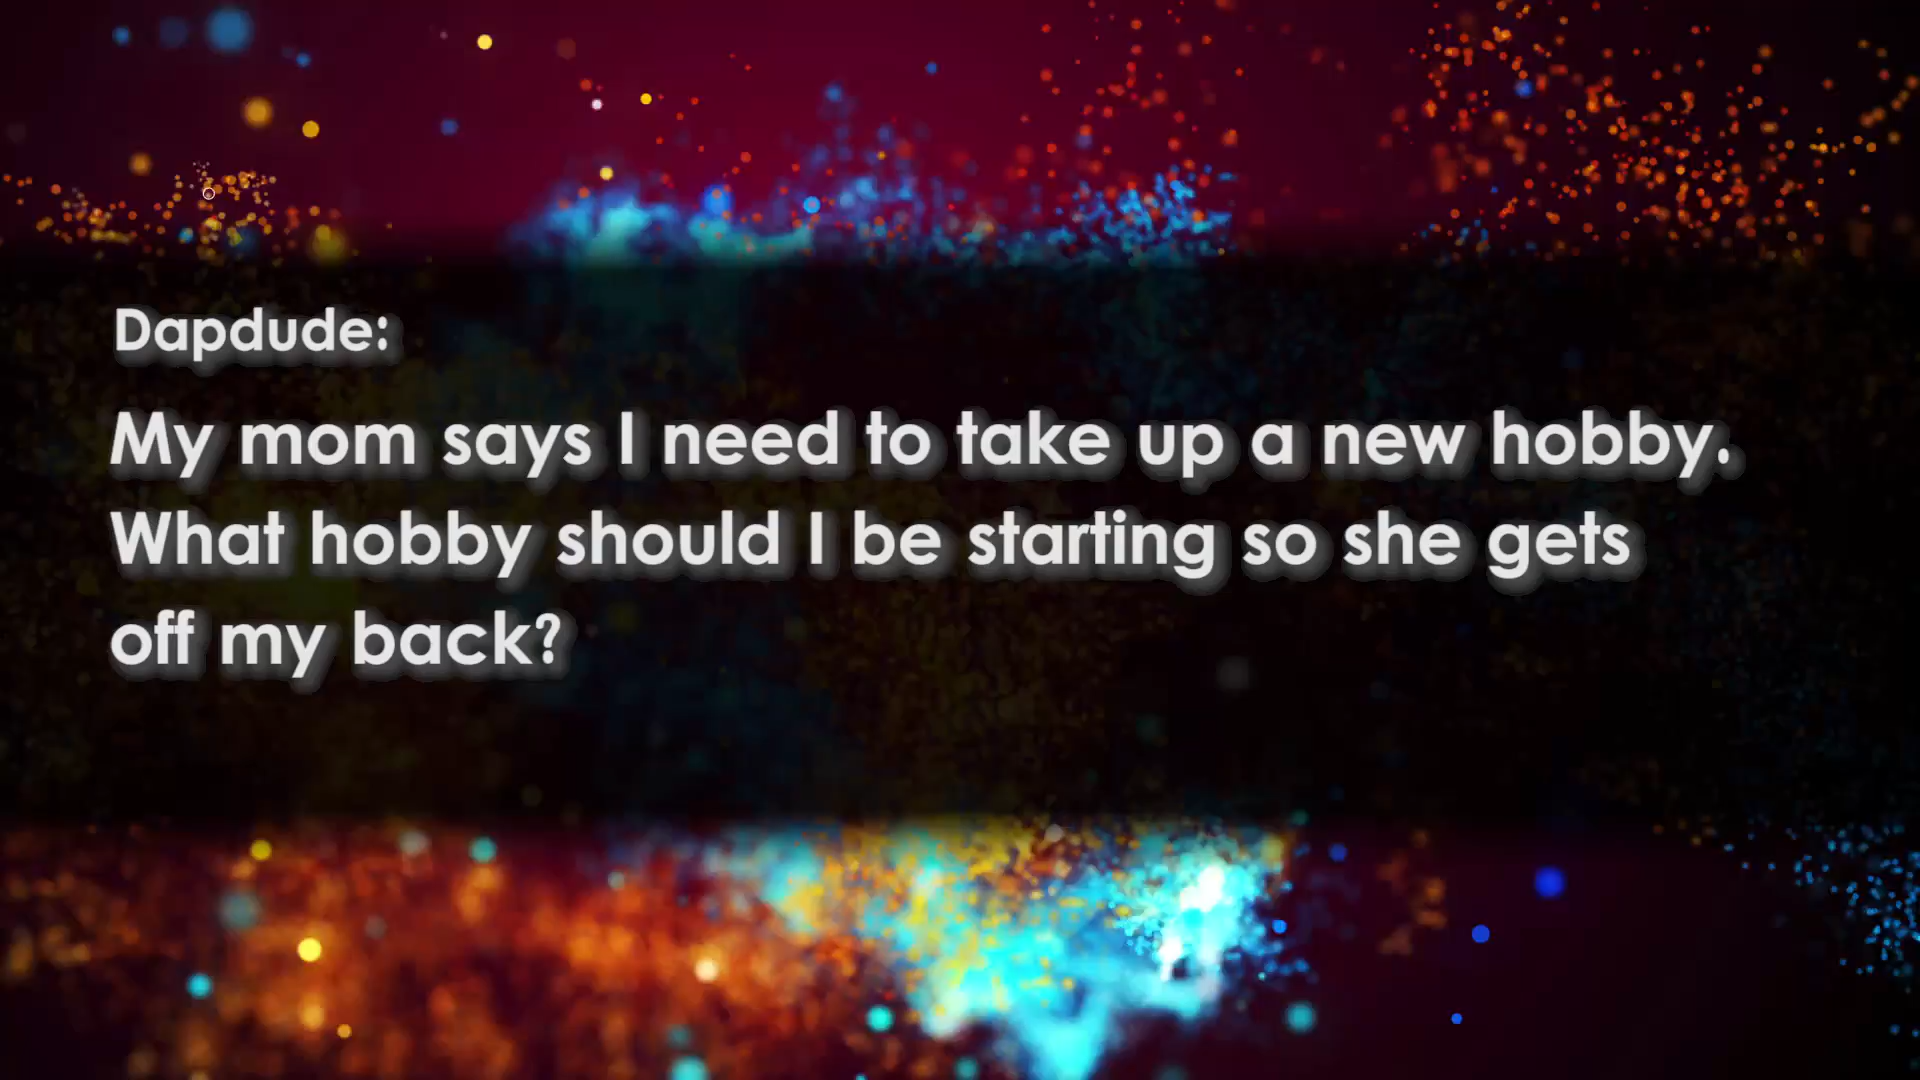 Dapdude:
My mom says I need to take up a new hobby.
What hobby should I be starting so she gets
off my back?